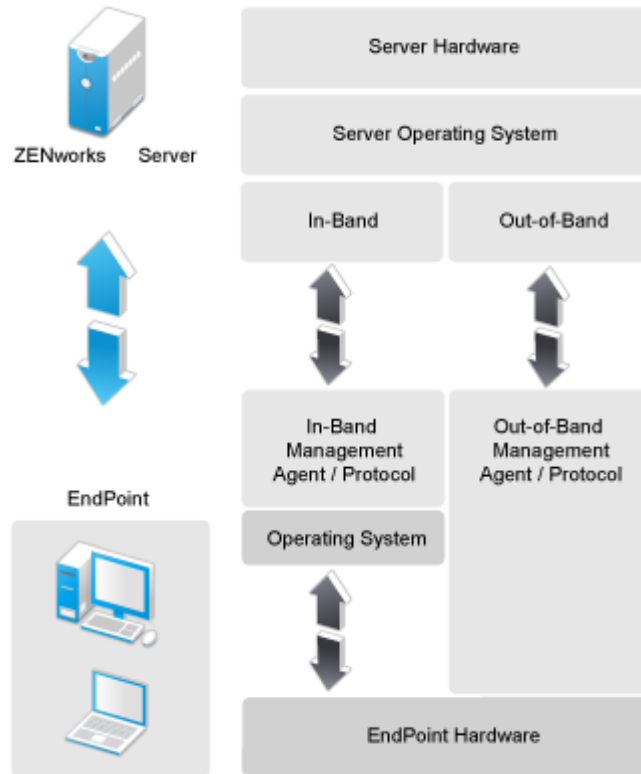 Server Hardware
Server Operating System
ZENworks Server
In-Band
Out-of-Band
In-Band
Management
Agent / Protocol
Out-of-Band
Management
Agent / Protocol
EndPoint
Operating System
EndPoint Hardware